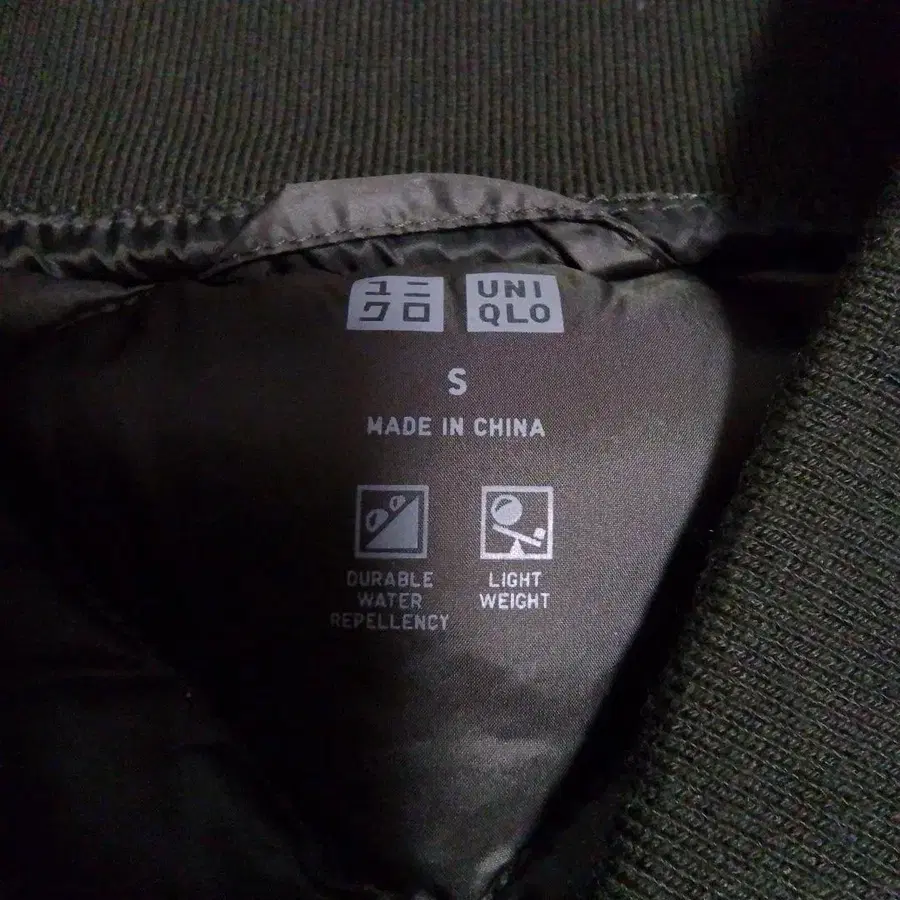 ユニ
クロ
UNI
QLO
S
MADE IN CHINA
DURABLE
WATER
REPELLENCY
LIGHT
WEIGHT